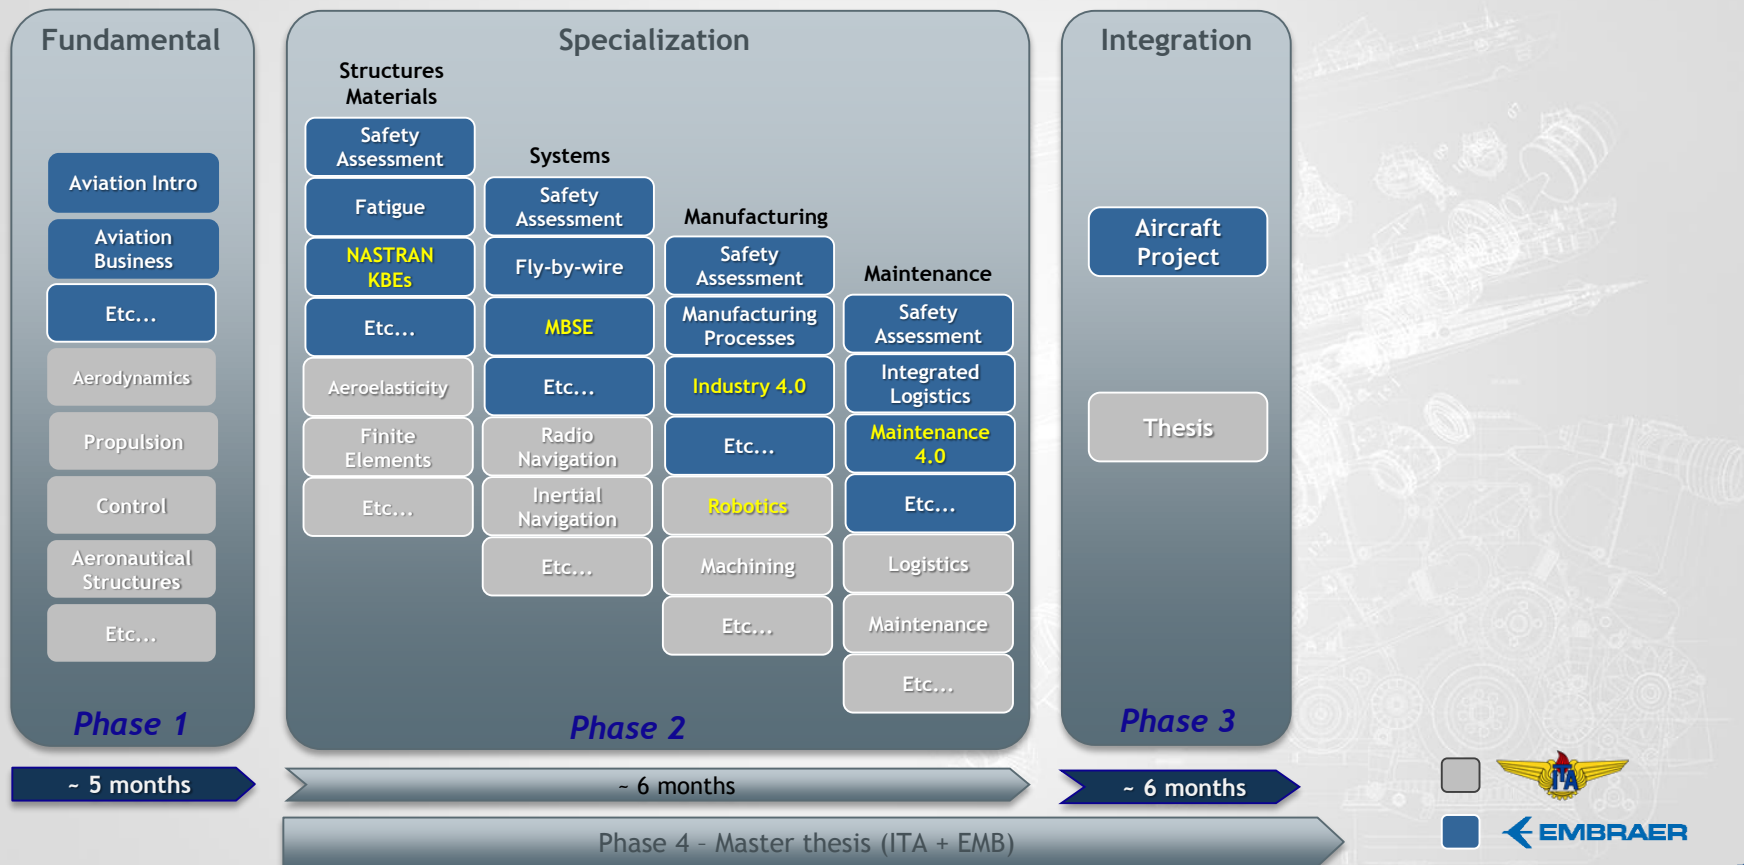 Fundamental
Aviation Intro
Aviation
Business
Etc...
Aerodynamics
Propulsion
Control
Aeronautical
Structures
Etc...
Phase 1
~ 5 months
Specialization
Structures
Materials
Safety
Assessment
Fatigue
NASTRAN
KBEs
Etc...
Aeroelasticity
Finite
Elements
Etc...
Systems
Safety
Assessment
Fly-by-wire
MBSE
Etc...
Radio
Navigation
Inertial
Navigation
Etc...
Manufacturing
Safety
Assessment
Manufacturing
Processes
Industry 4.0
Etc...
Robotics
Machining
Etc...
Maintenance
Safety
Assessment
Integrated
Logistics
Maintenance
4.0
Etc...
Logistics
Maintenance
Etc...
Phase 2
~ 6 months
Integration
Aircraft
Project
Thesis
Phase 3
~ 6 months
Phase 4 - Master thesis (ITA + EMB)
ITA
EMBRAER